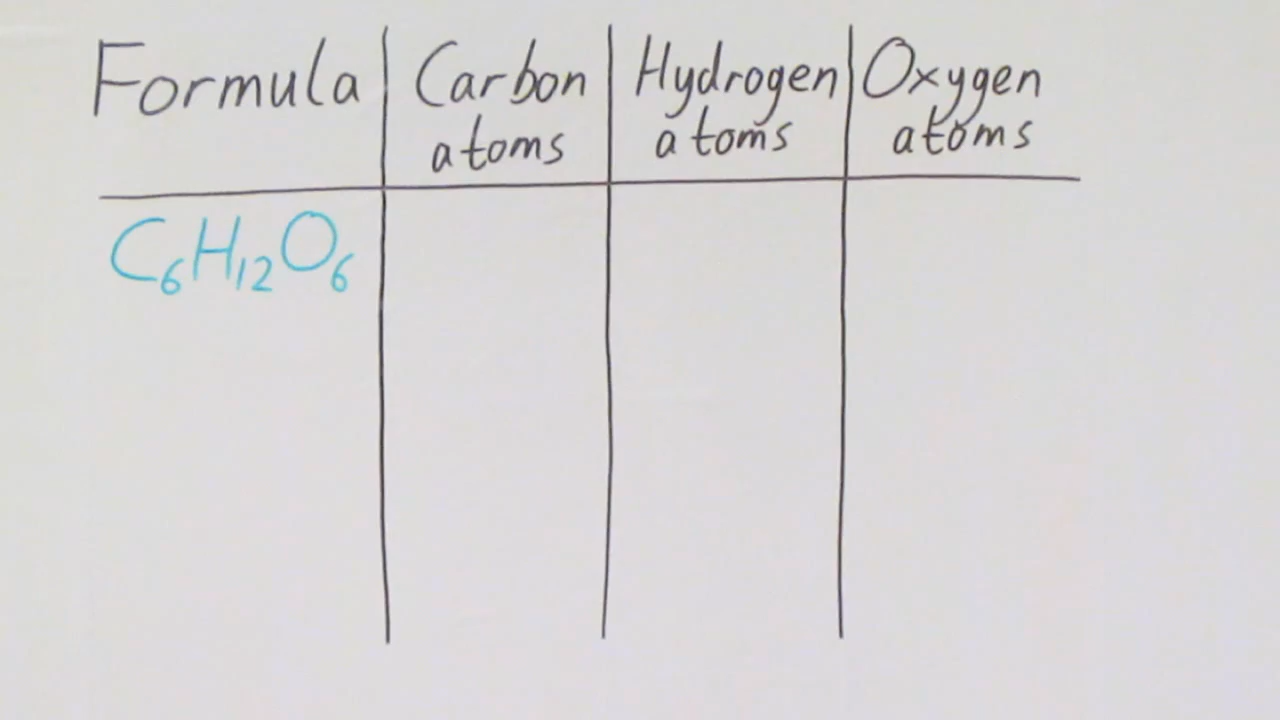 Formula Carbon atoms Hydrogen atoms Oxygen atoms
C₆H₁₂O₆